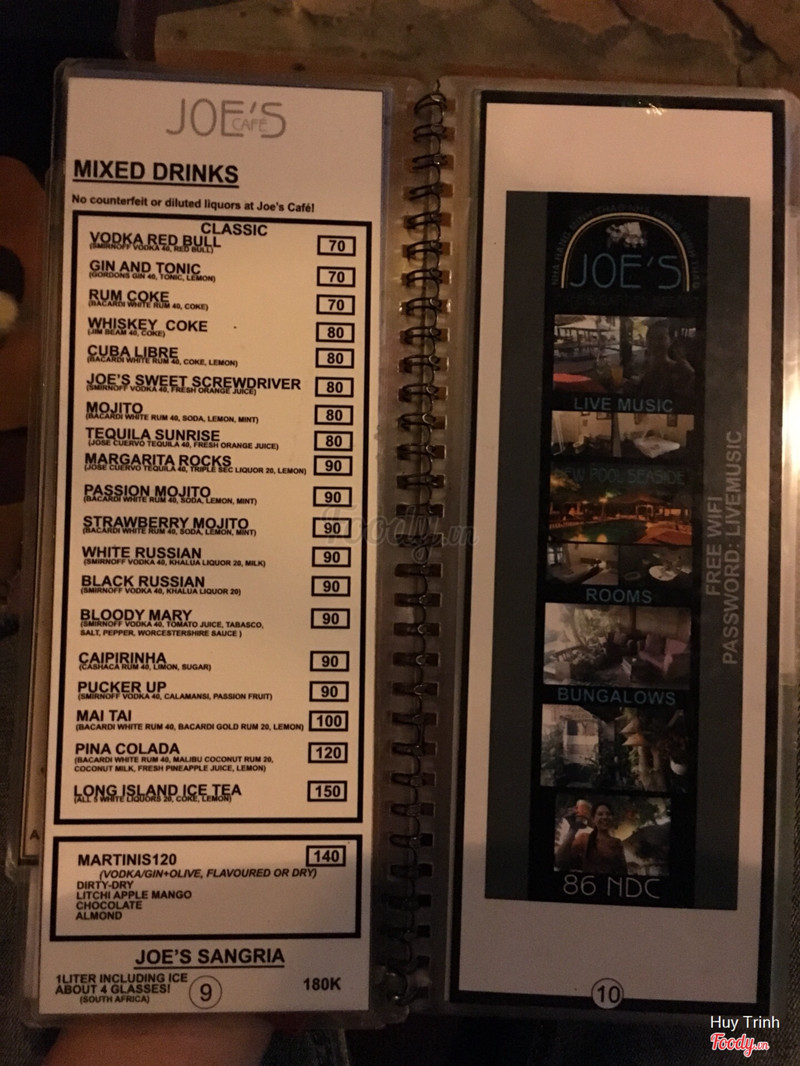 JOE'S
CAFÉ
MIXED DRINKS
No counterfeit or diluted liquors at Joe's Café!
CLASSIC
VODKA RED BULL 70
(SMIRNOFF VODKA 40, RED BULL)
GIN AND TONIC 70
(GORDONS GIN 40, TONIC, LEMON)
RUM COKE 70
(BACARDI WHITE RUM 40, COKE)
WHISKEY COKE 80
(JIM BEAM 40, COKE)
CUBA LIBRE 80
(BACARDI WHITE RUM 40, COKE, LEMON)
JOE'S SWEET SCREWDRIVER 80
(SMIRNOFF VODKA 40, FRESH ORANGE JUICE)
MOJITO 80
(BACARDI WHITE RUM 40, SODA, LEMON, MINT)
TEQUILA SUNRISE 80
(JOSE CUERVO TEQUILA 40, FRESH ORANGE JUICE)
MARGARITA ROCKS 90
(JOSE CUERVO TEQUILA 40, TRIPLE SEC LIQUOR 20, LEMON)
PASSION MOJITO 90
(BACARDI WHITE RUM 40, SODA, LEMON, MINT)
STRAWBERRY MOJITO 90
(BACARDI WHITE RUM 40, SODA, LEMON, MINT)
WHITE RUSSIAN 90
(SMIRNOFF VODKA 40, KHALUA LIQUOR 20, MILK)
BLACK RUSSIAN 90
(SMIRNOFF VODKA 40, KHALUA LIQUOR 20)
BLOODY MARY 90
(SMIRNOFF VODKA 40, TOMATO JUICE, TABASCO,
SALT, PEPPER, WORCESTERSHIRE SAUCE )
CAIPIRINHA 90
(CASHACA RUM 40, LIMON, SUGAR)
PUCKER UP 90
(SMIRNOFF VODKA 40, CALAMANSI, PASSION FRUIT)
MAI TAI 100
(BACARDI WHITE RUM 40, BACARDI GOLD RUM 20, LEMON)
PINA COLADA 120
(BACARDI WHITE RUM 40, MALIBU COCONUT RUM 20,
COCONUT MILK, FRESH PINEAPPLE JUICE, LEMON)
LONG ISLAND ICE TEA 150
(ALL 5 WHITE LIQUORS 20, COKE, LEMON)
MARTINIS120 140
(VODKA/GIN+OLIVE, FLAVOURED OR DRY)
DIRTY-DRY
LITCHI APPLE MANGO
CHOCOLATE
ALMOND
JOE'S SANGRIA
1LITER INCLUDING ICE
ABOUT 4 GLASSES! 180K
(SOUTH AFRICA)
9
JOE'S
LIVE MUSIC
NEW POOL SEASIDE
ROOMS
BUNGALOWS
86 NDC
FREE WIFI
PASSWORD: LIVEMUSIC
10
Foody.vn
Huy Trinh
Foody.vn